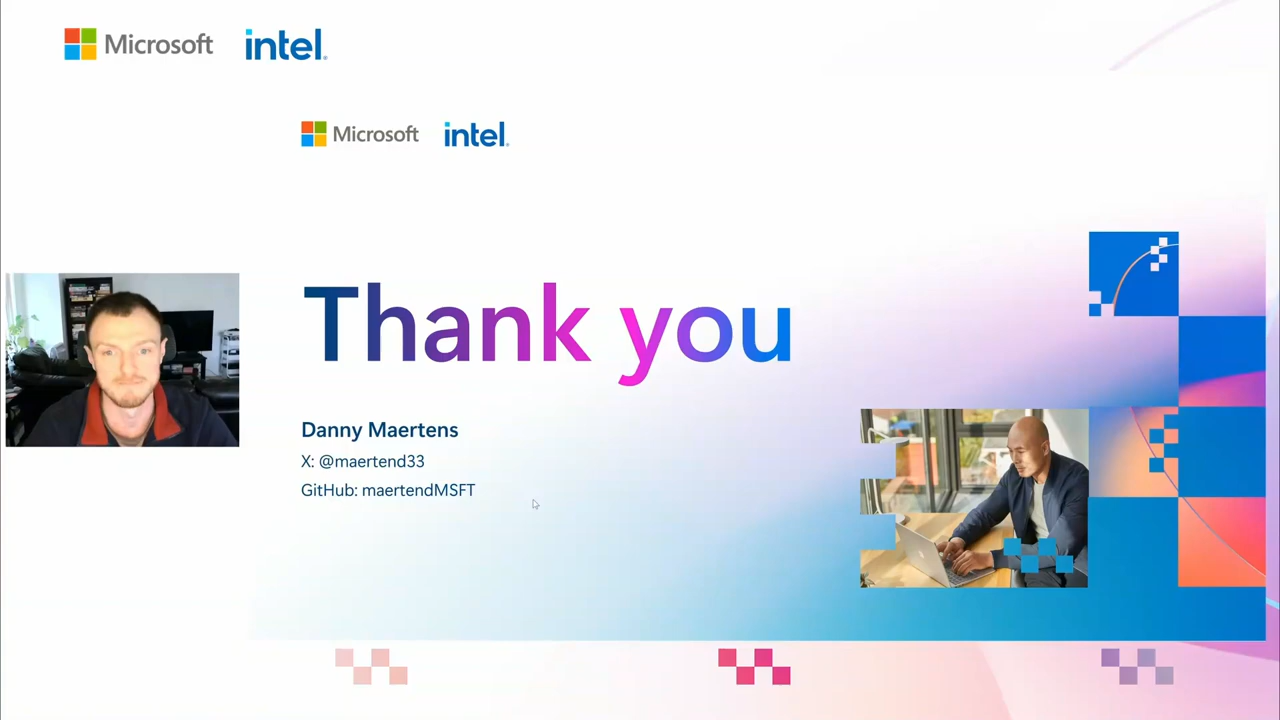 Microsoft intel.
Microsoft intel.
Thank you
Danny Maertens
X: @maertend33
GitHub: maertendMSFT